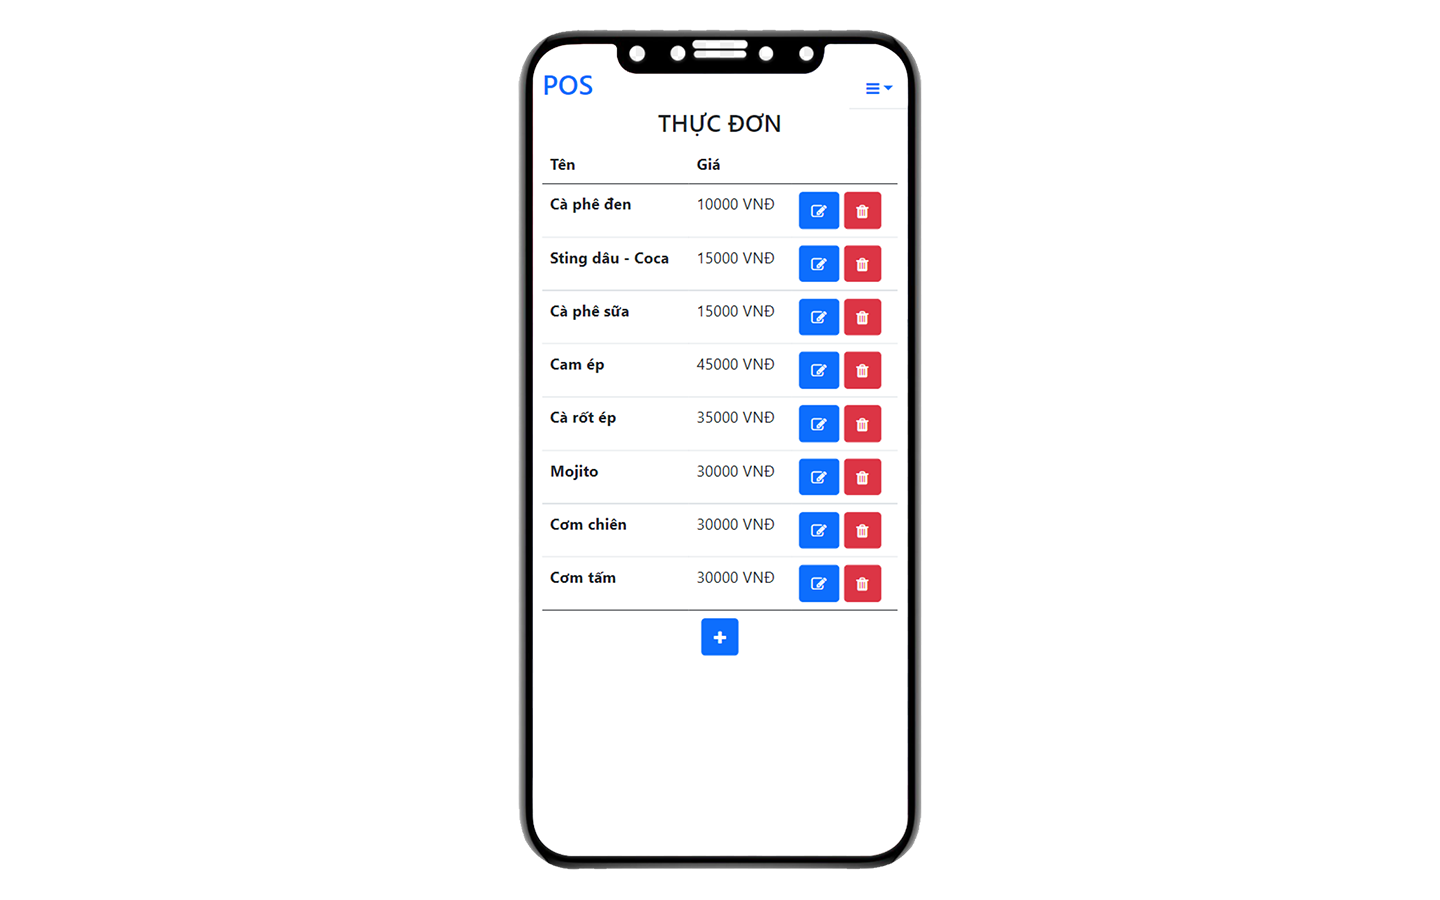 POS
THỰC ĐƠN
Tên Giá
Cà phê đen 10000 VNĐ
Sting dâu - Coca 15000 VNĐ
Cà phê sữa 15000 VNĐ
Cam ép 45000 VNĐ
Cà rốt ép 35000 VNĐ
Mojito 30000 VNĐ
Cơm chiên 30000 VNĐ
Cơm tấm 30000 VNĐ